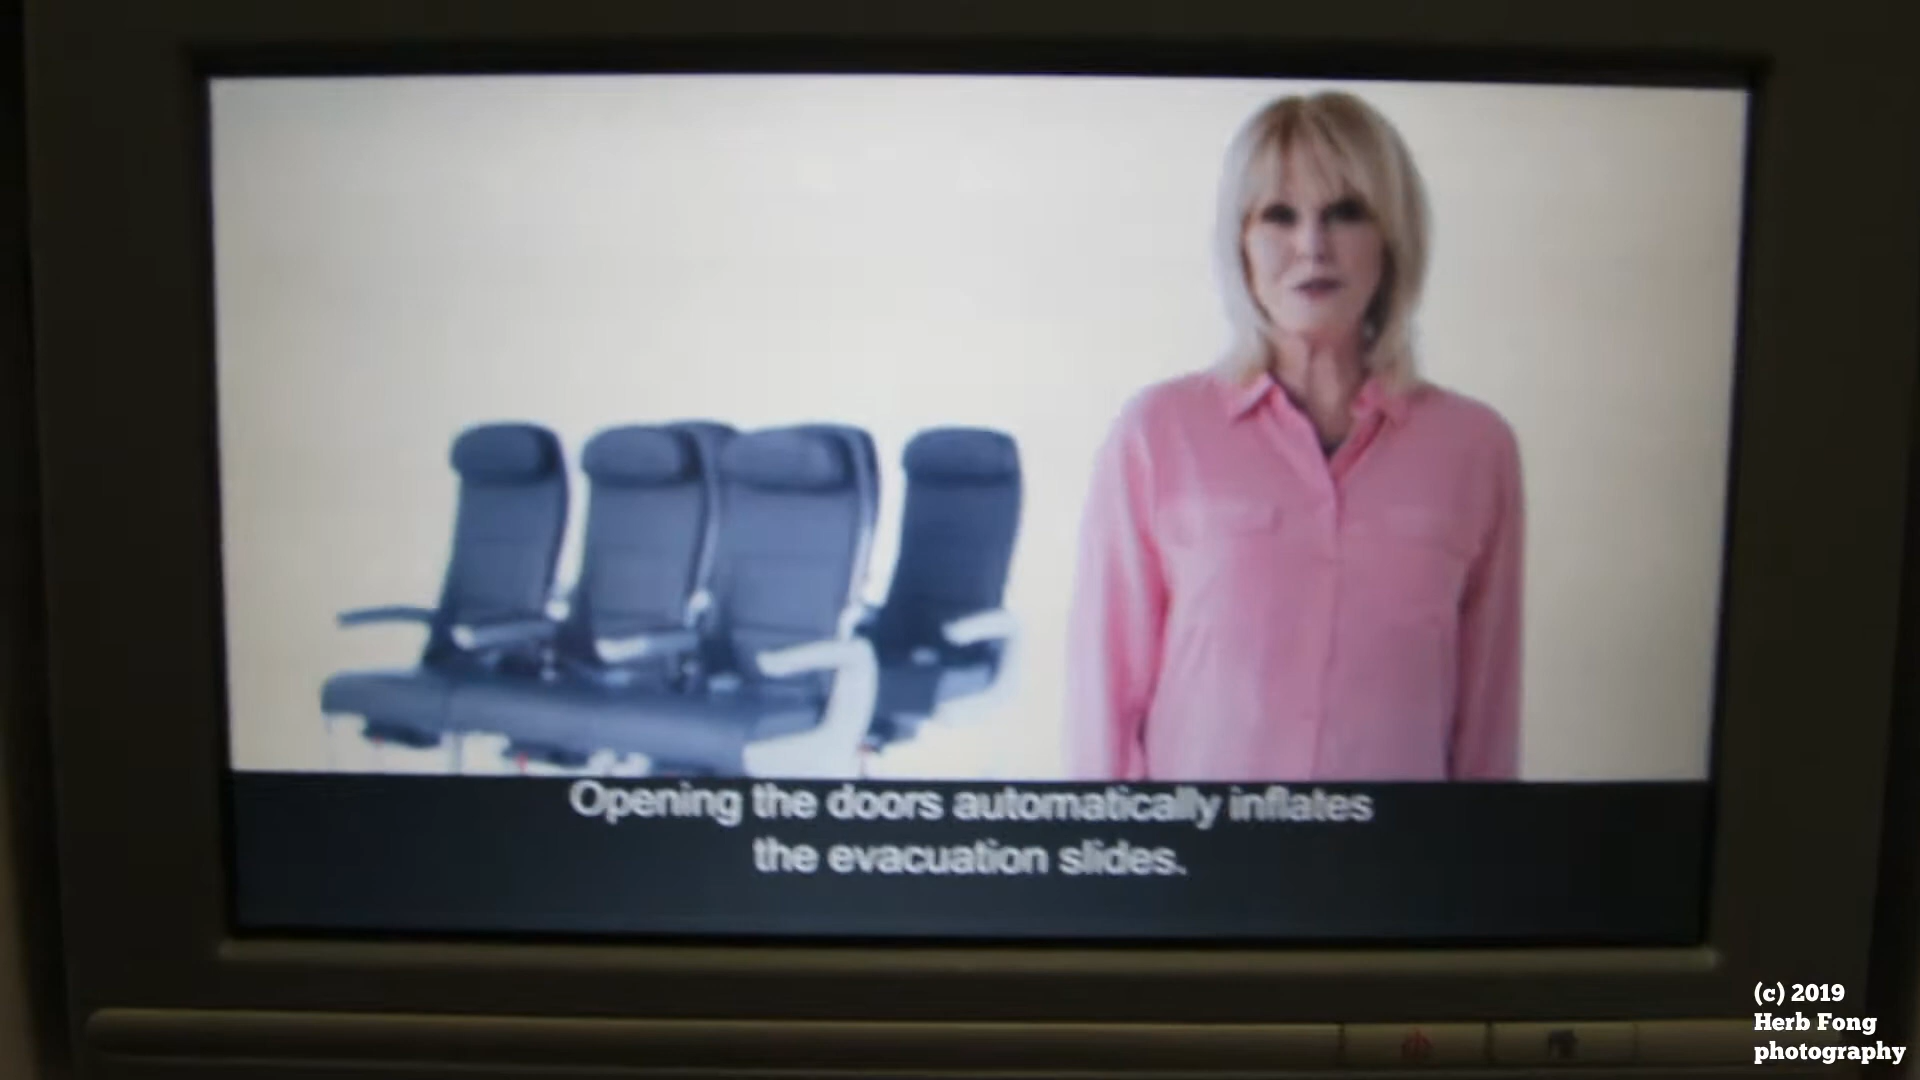 Opening the doors automatically inflates
the evacuation slides.
(c) 2019
Herb Fong
photography